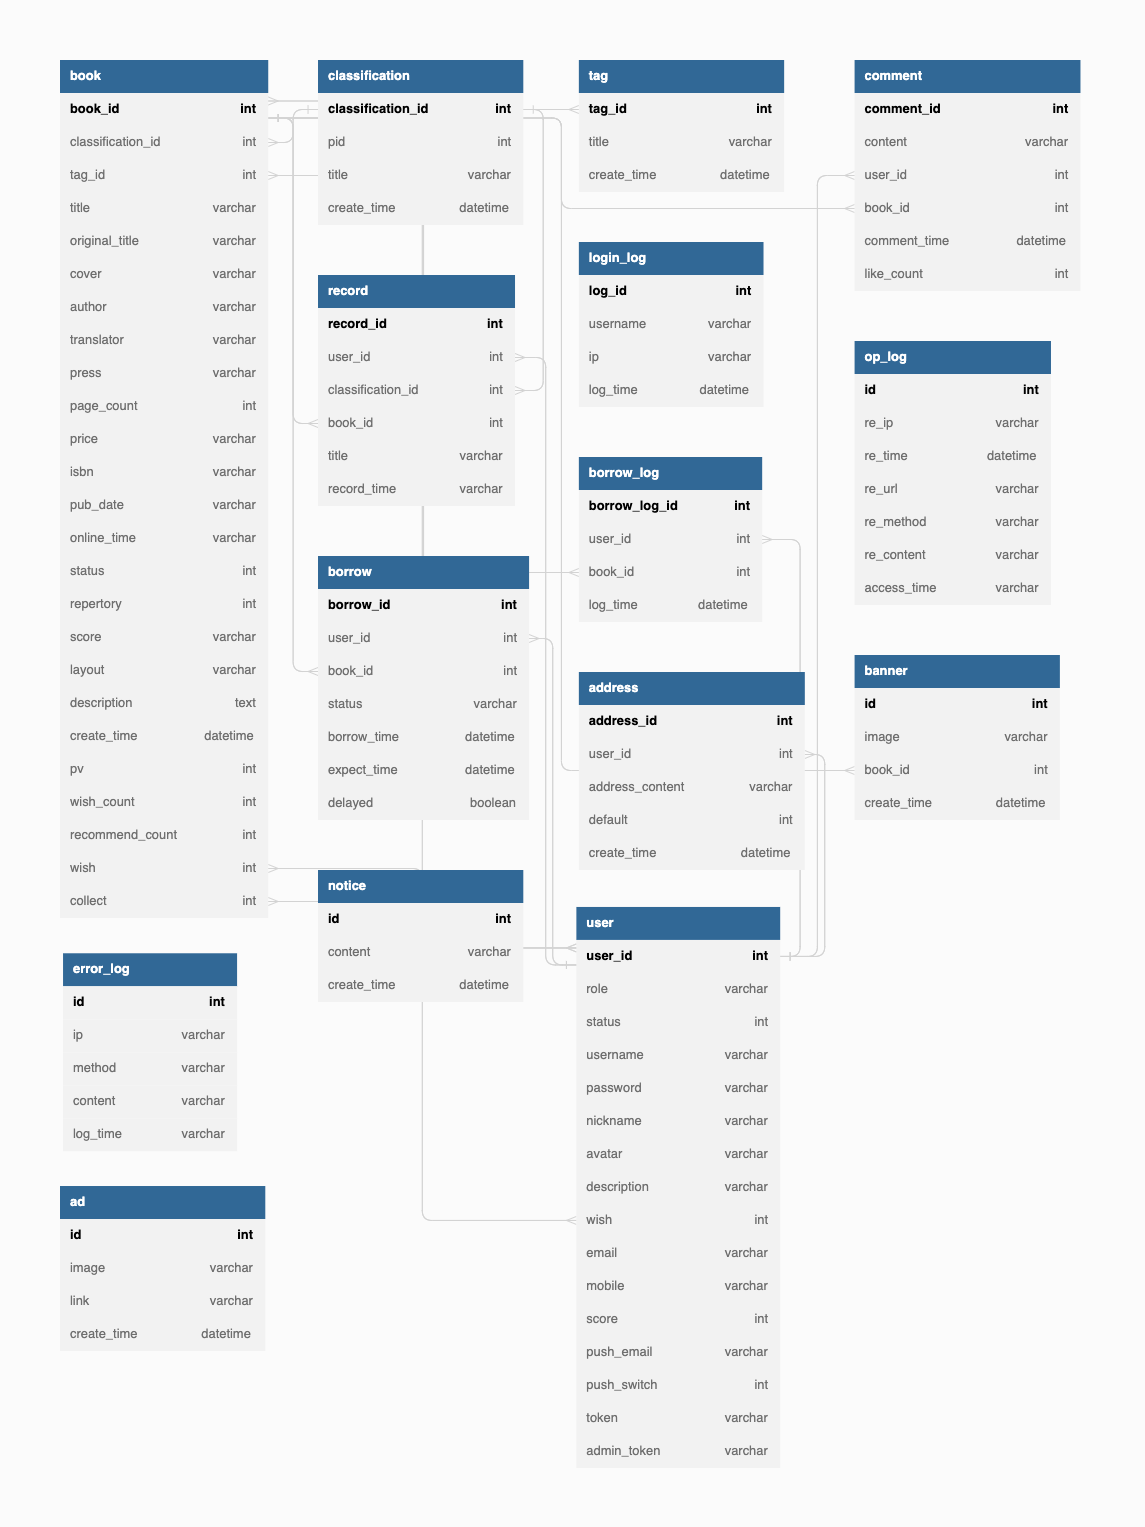 book
book_id int
classification_id int
tag_id int
title varchar
original_title varchar
cover varchar
author varchar
translator varchar
press varchar
page_count int
price varchar
isbn varchar
pub_date varchar
online_time varchar
status int
repertory int
score varchar
layout varchar
description text
create_time datetime
pv int
wish_count int
recommend_count int
wish int
collect int
error_log
id int
ip varchar
method varchar
content varchar
log_time varchar
ad
id int
image varchar
link varchar
create_time datetime
classification
classification_id int
pid int
title varchar
create_time datetime
record
record_id int
user_id int
classification_id int
book_id int
title varchar
record_time varchar
borrow
borrow_id int
user_id int
book_id int
status varchar
borrow_time datetime
expect_time datetime
delayed boolean
notice
id int
content varchar
create_time datetime
tag
tag_id int
title varchar
create_time datetime
login_log
log_id int
username varchar
ip varchar
log_time datetime
borrow_log
borrow_log_id int
user_id int
book_id int
log_time datetime
address
address_id int
user_id int
address_content varchar
default int
create_time datetime
user
user_id int
role varchar
status int
username varchar
password varchar
nickname varchar
avatar varchar
description varchar
wish int
email varchar
mobile varchar
score int
push_email varchar
push_switch int
token varchar
admin_token varchar
comment
comment_id int
content varchar
user_id int
book_id int
comment_time datetime
like_count int
op_log
id int
re_ip varchar
re_time datetime
re_url varchar
re_method varchar
re_content varchar
access_time varchar
banner
id int
image varchar
book_id int
create_time datetime